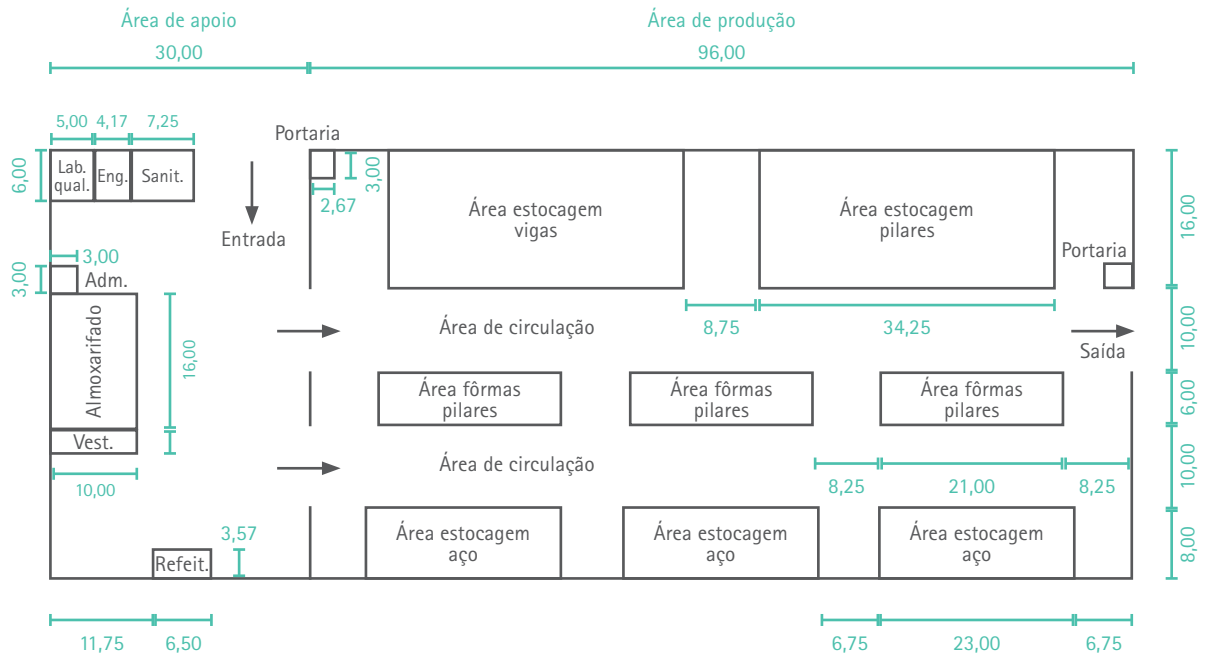 Área de apoio
Área de produção
30,00
96,00
5,00
4,17
7,25
Portaria
6,00
Lab.
qual.
Eng.
Sanit.
3,00
2,67
Entrada
Área estocagem
vigas
Área estocagem
pilares
16,00
Portaria
3,00
3,00
Adm.
Almoxarifado
16,00
Área de circulação
8,75
34,25
Saída
10,00
Área fôrmas
pilares
Área fôrmas
pilares
Área fôrmas
pilares
6,00
Vest.
10,00
Área de circulação
8,25
21,00
8,25
10,00
3,57
Refeit.
Área estocagem
aço
Área estocagem
aço
Área estocagem
aço
8,00
11,75
6,50
6,75
23,00
6,75